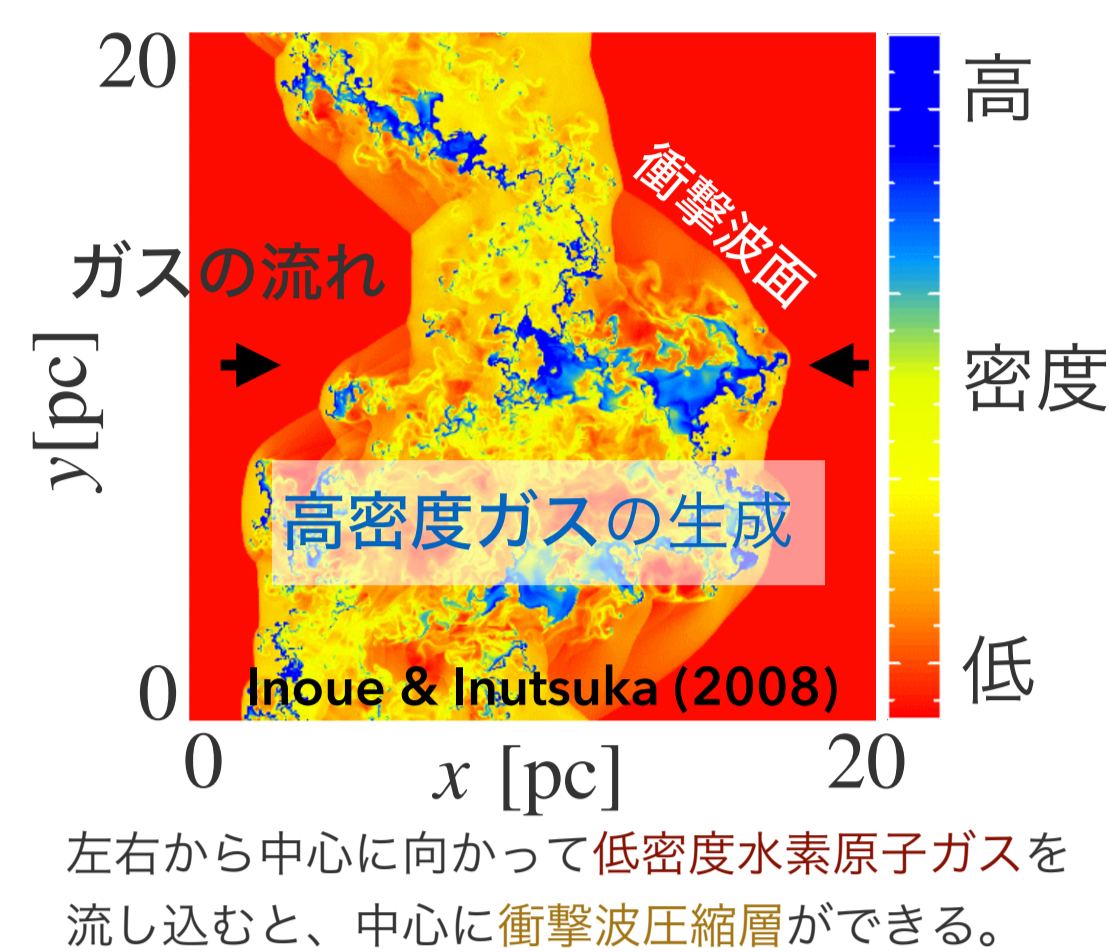 20
高
衝撃波面
ガスの流れ
密度
y[pc]
高密度ガスの生成
低
Inoue & Inutsuka (2008)
0
0
x [pc]
20
左右から中心に向かって低密度水素原子ガスを
流し込むと、中心に衝撃波圧縮層ができる。